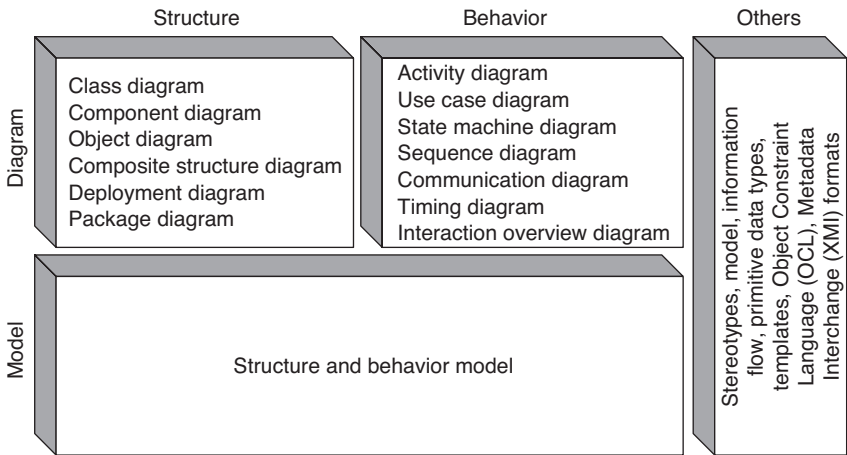 Structure
Behavior
Others
Diagram
Class diagram
Component diagram
Object diagram
Composite structure diagram
Deployment diagram
Package diagram
Activity diagram
Use case diagram
State machine diagram
Sequence diagram
Communication diagram
Timing diagram
Interaction overview diagram
Model
Structure and behavior model
Stereotypes, model, information
flow, primitive data types,
templates, Object Constraint
Language (OCL), Metadata
Interchange (XMI) formats